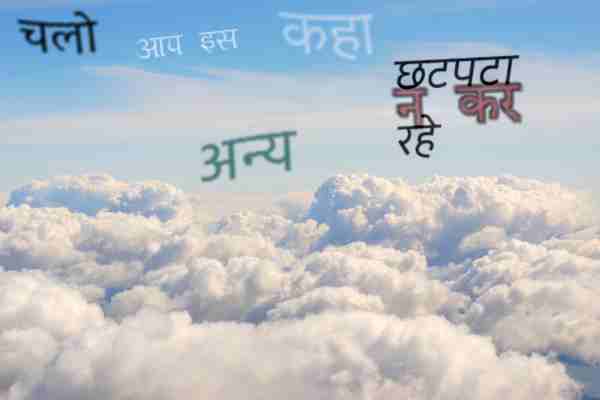 चलो
आप इस
कहा
छटपटा
रहे
न कर
अन्य